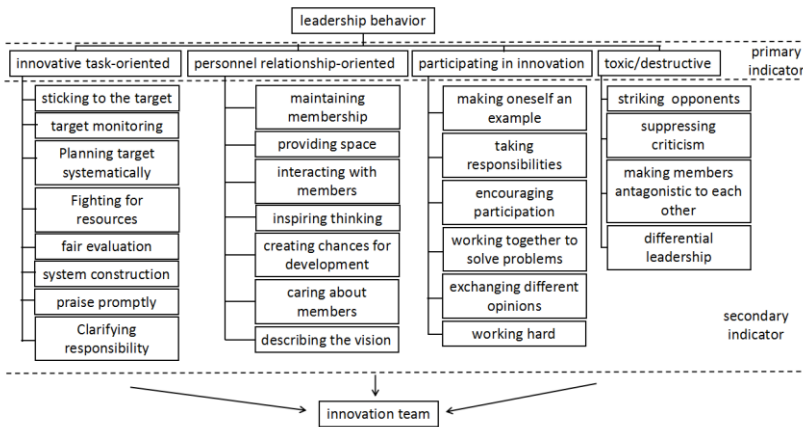 leadership behavior
primary
indicator
innovative task-oriented
personnel relationship-oriented
participating in innovation
toxic/destructive
sticking to the target
target monitoring
Planning target
systematically
Fighting for
resources
fair evaluation
system construction
praise promptly
Clarifying
responsibility
maintaining
membership
providing space
interacting with
members
inspiring thinking
creating chances for
development
caring about
members
describing the vision
making oneself an
example
taking
responsibilities
encouraging
participation
working together to
solve problems
exchanging different
opinions
working hard
striking opponents
suppressing
criticism
making members
antagonistic to each
other
differential
leadership
secondary
indicator
innovation team